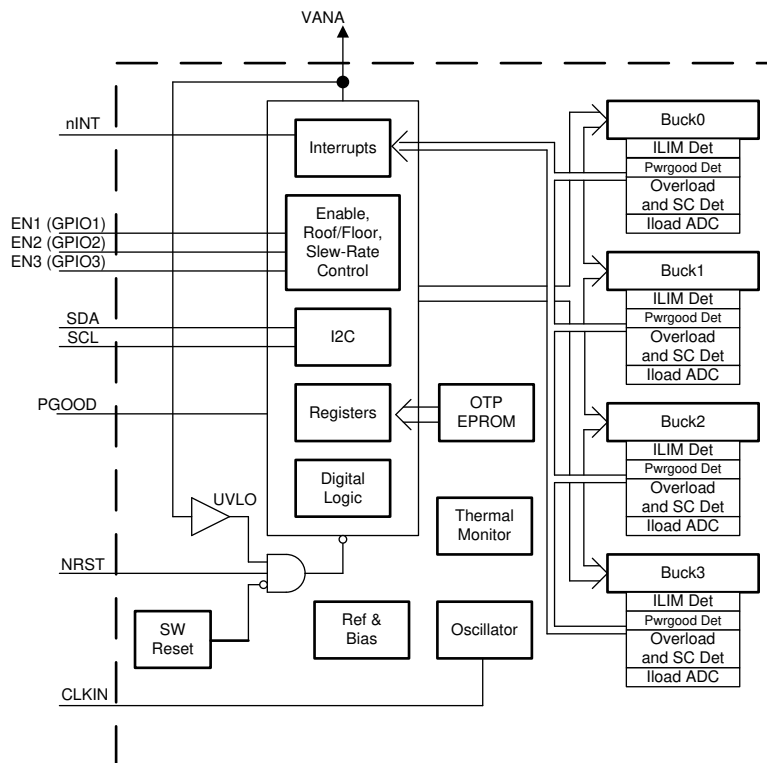 VANA
nINT
Interrupts
EN1 (GPIO1)
EN2 (GPIO2)
EN3 (GPIO3)
Enable,
Roof/Floor,
Slew-Rate
Control
SDA
SCL
I2C
PGOOD
Registers
OTP
EPROM
Digital
Logic
UVLO
Thermal
Monitor
NRST
SW
Reset
Ref &
Bias
Oscillator
CLKIN
Buck0
ILIM Det
Pwrgood Det
Overload
and SC Det
Iload ADC
Buck1
ILIM Det
Pwrgood Det
Overload
and SC Det
Iload ADC
Buck2
ILIM Det
Pwrgood Det
Overload
and SC Det
Iload ADC
Buck3
ILIM Det
Pwrgood Det
Overload
and SC Det
Iload ADC